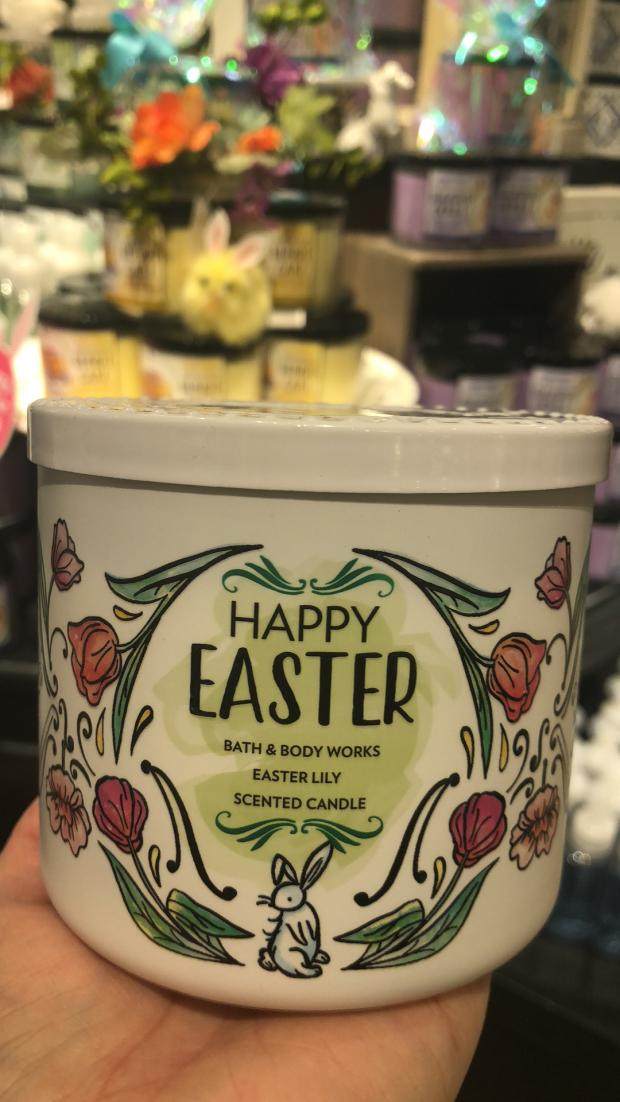 HAPPY
EASTER
BATH & BODY WORKS
EASTER LILY
SCENTED CANDLE